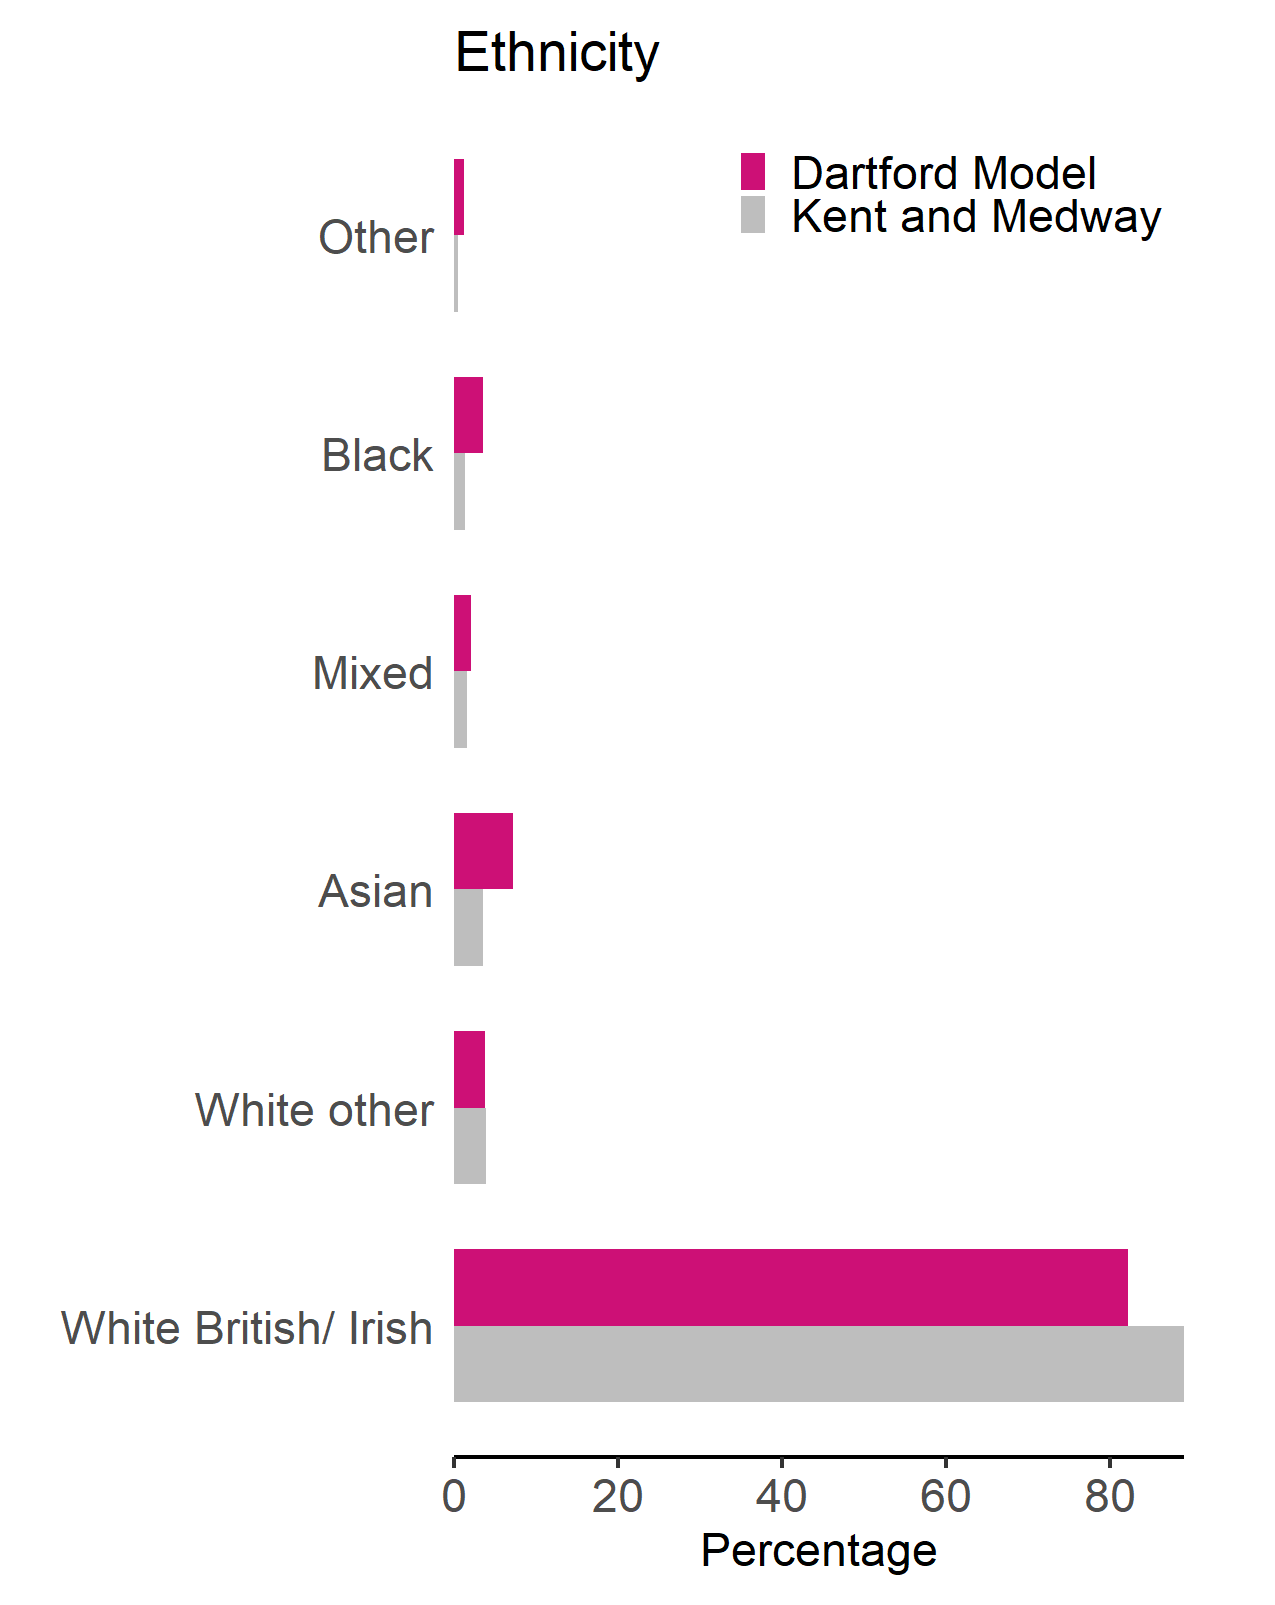 Ethnicity
Dartford Model
Kent and Medway
Other
Black
Mixed
Asian
White other
White British/ Irish
0 20 40 60 80
Percentage